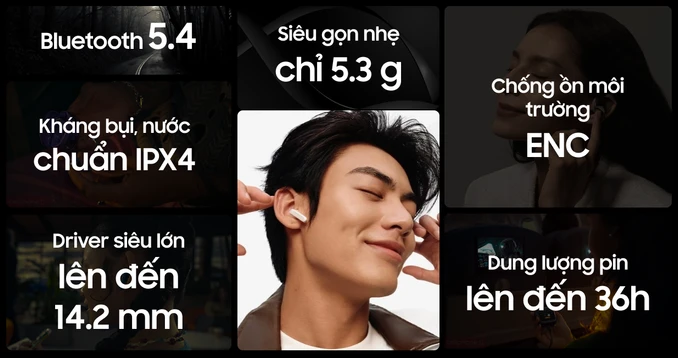 Bluetooth 5.4
Kháng bụi, nước
chuẩn IPX4
Driver siêu lớn
lên đến
14.2 mm
Siêu gọn nhẹ
chỉ 5.3 g
Chống ồn môi
trường
ENC
Dung lượng pin
lên đến 36h